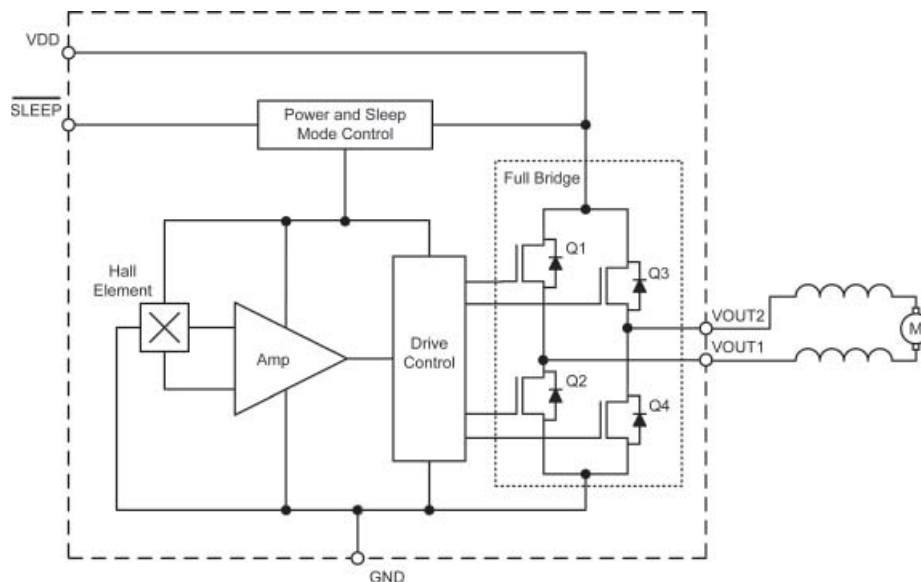 VDD
SLEEP
Power and Sleep
Mode Control
Full Bridge
Q1
Q3
Hall
Element
Amp
Drive
Control
VOUT2
VOUT1
M
Q2
Q4
GND